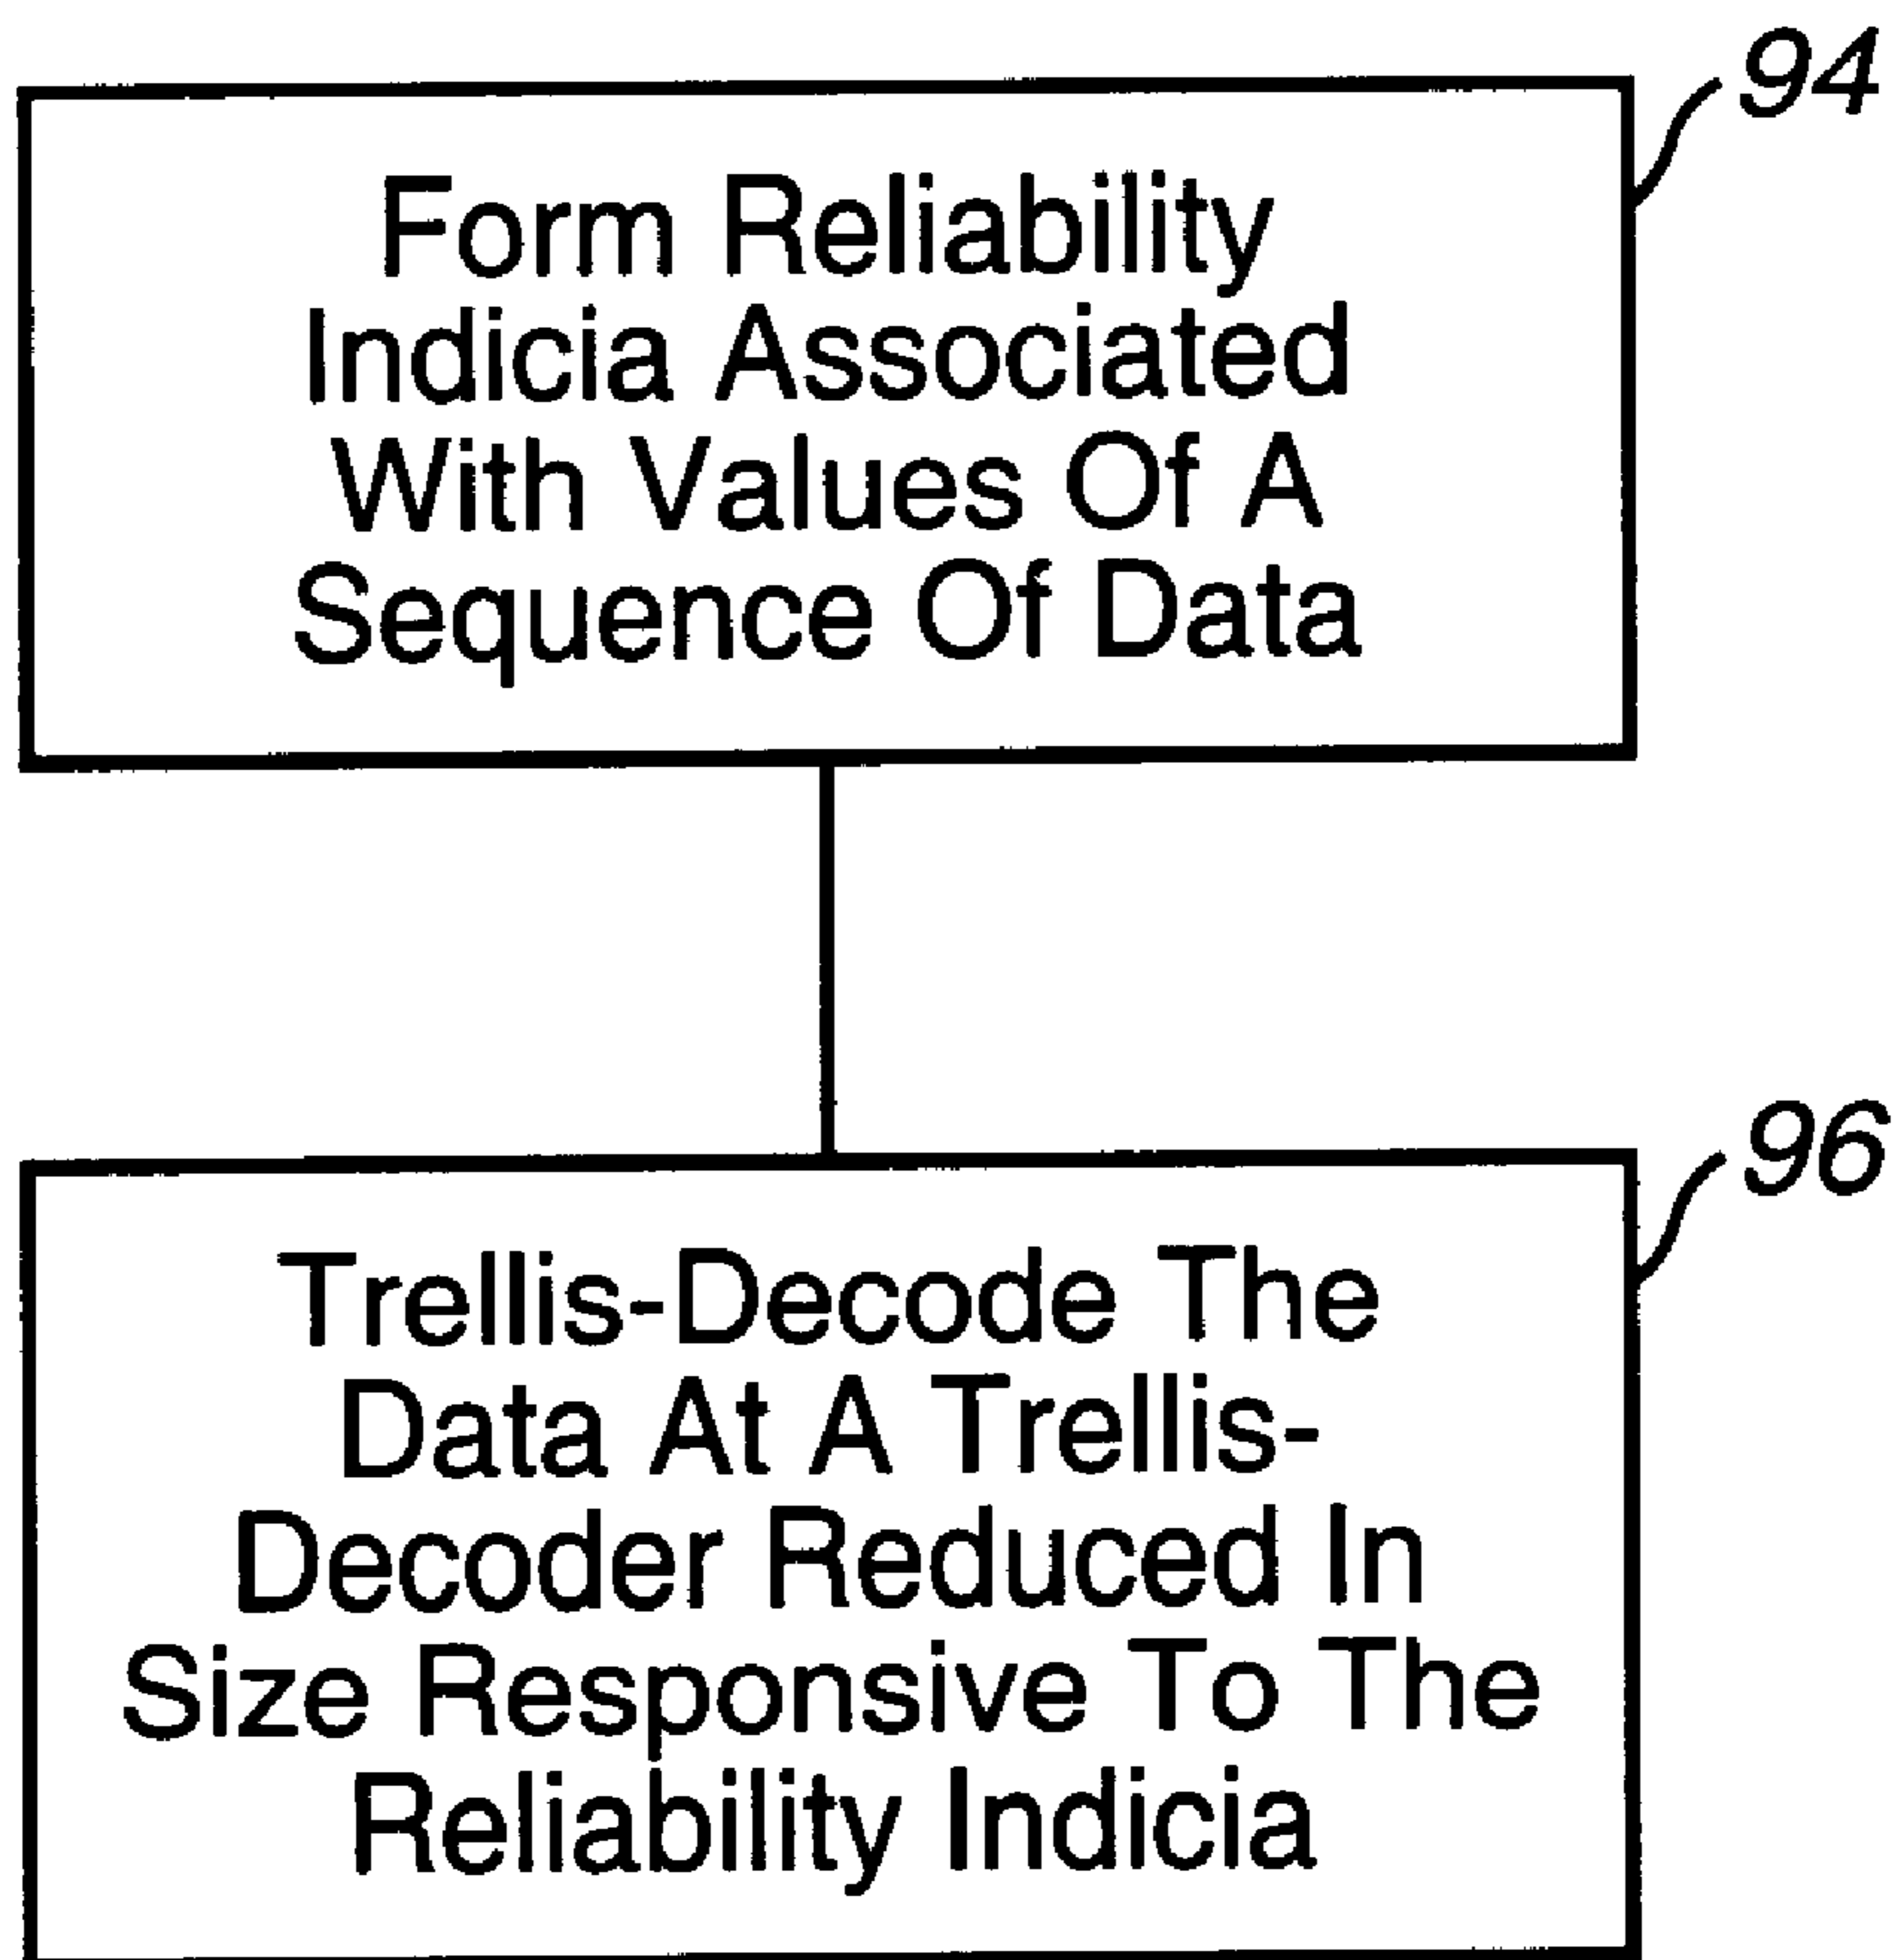 94
Form Reliability
Indicia Associated
With Values Of A
Sequence Of Data
96
Trellis-Decode The
Data At A Trellis-
Decoder Reduced In
Size Responsive To The
Reliability Indicia